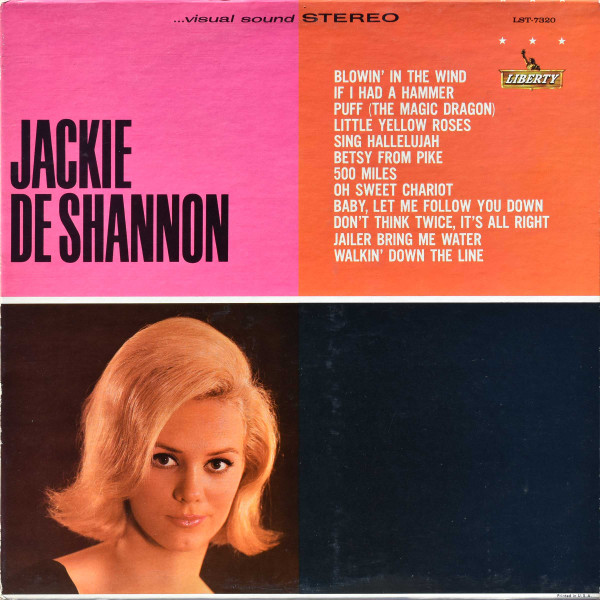 ...visual sound STEREO
LST-7320
LIBERTY
BLOWIN' IN THE WIND
IF I HAD A HAMMER
PUFF (THE MAGIC DRAGON)
LITTLE YELLOW ROSES
SING HALLELUJAH
BETSY FROM PIKE
500 MILES
OH SWEET CHARIOT
BABY, LET ME FOLLOW YOU DOWN
DON'T THINK TWICE, IT'S ALL RIGHT
JAILER BRING ME WATER
WALKIN' DOWN THE LINE
JACKIE
DE SHANNON
Printed in U.S.A.